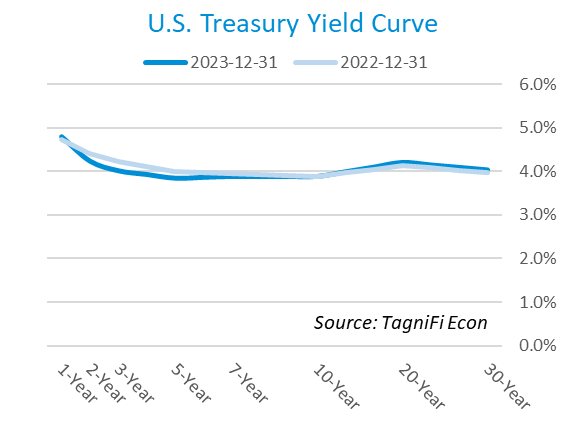 U.S. Treasury Yield Curve
2023-12-31 2022-12-31
6.0%
5.0%
4.0%
3.0%
2.0%
1.0%
Source: TagniFi Econ
0.0%
1-Year 2-Year 3-Year 5-Year 7-Year 10-Year 20-Year 30-Year